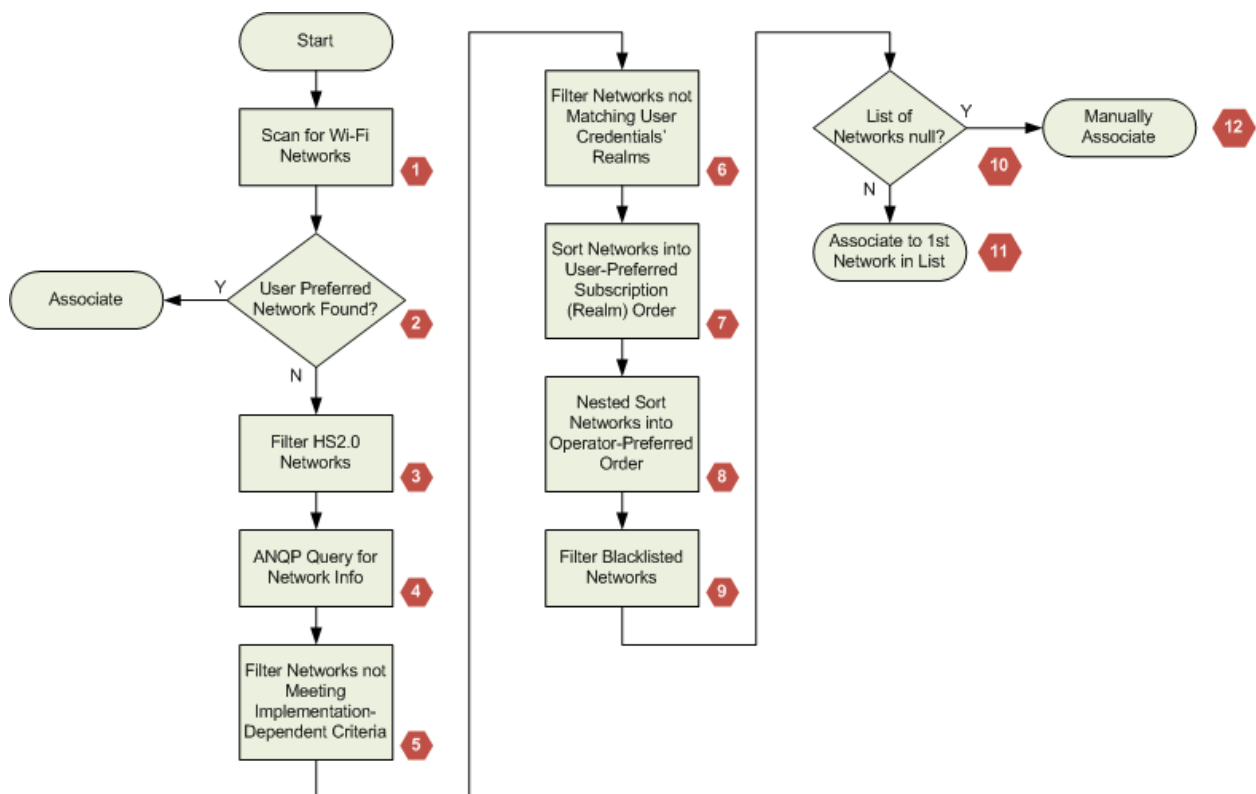 Start
Scan for Wi-Fi
Networks
1
User Preferred
Network Found?
2
Y
Associate
N
Filter HS2.0
Networks
3
ANQP Query for
Network Info
4
Filter Networks not
Meeting
Implementation-
Dependent Criteria
5
Filter Networks not
Matching User
Credentials'
Realms
6
Sort Networks into
User-Preferred
Subscription
(Realm) Order
7
Nested Sort
Networks into
Operator-Preferred
Order
8
Filter Blacklisted
Networks
9
List of
Networks null?
10
Y
Manually
Associate
12
N
Associate to 1st
Network in List
11